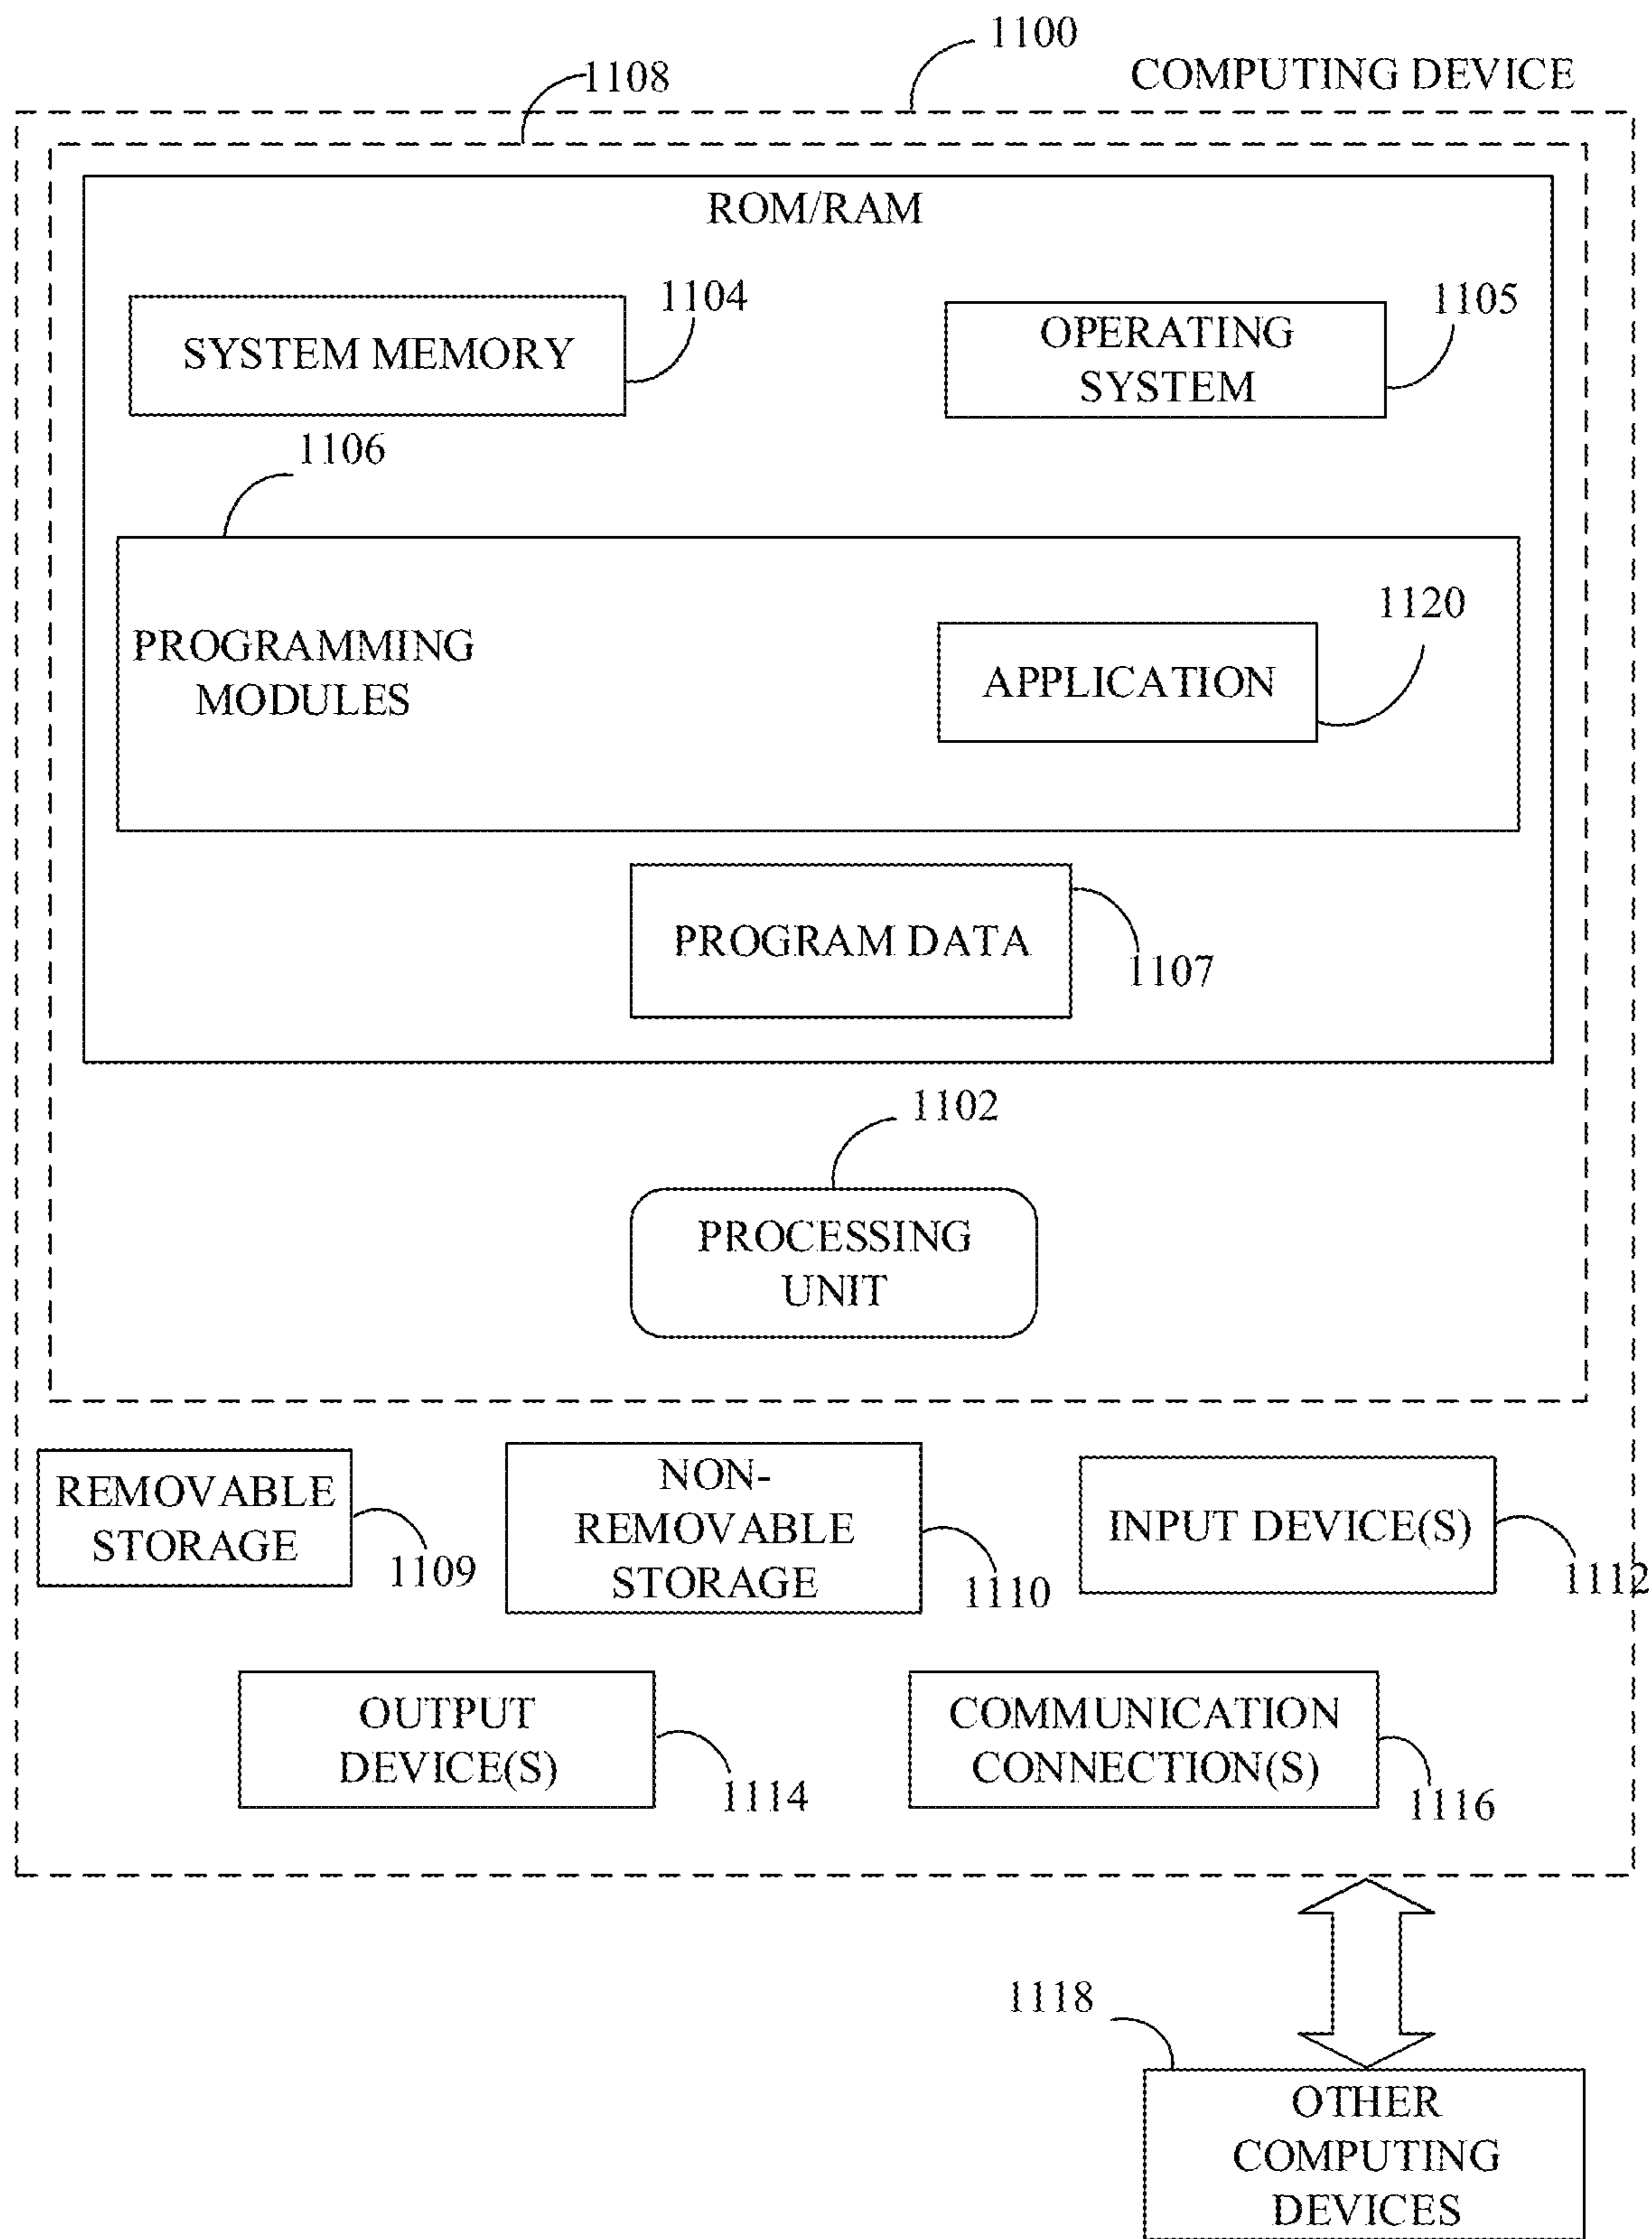 1100
1108
COMPUTING DEVICE
ROM/RAM
1104
1105
SYSTEM MEMORY
OPERATING
SYSTEM
1106
1120
PROGRAMMING
MODULES
APPLICATION
PROGRAM DATA
1107
1102
PROCESSING
UNIT
REMOVABLE
STORAGE
1109
NON-
REMOVABLE
STORAGE
1110
INPUT DEVICE(S)
1112
OUTPUT
DEVICE(S)
1114
COMMUNICATION
CONNECTION(S)
1116
1118
OTHER
COMPUTING
DEVICES